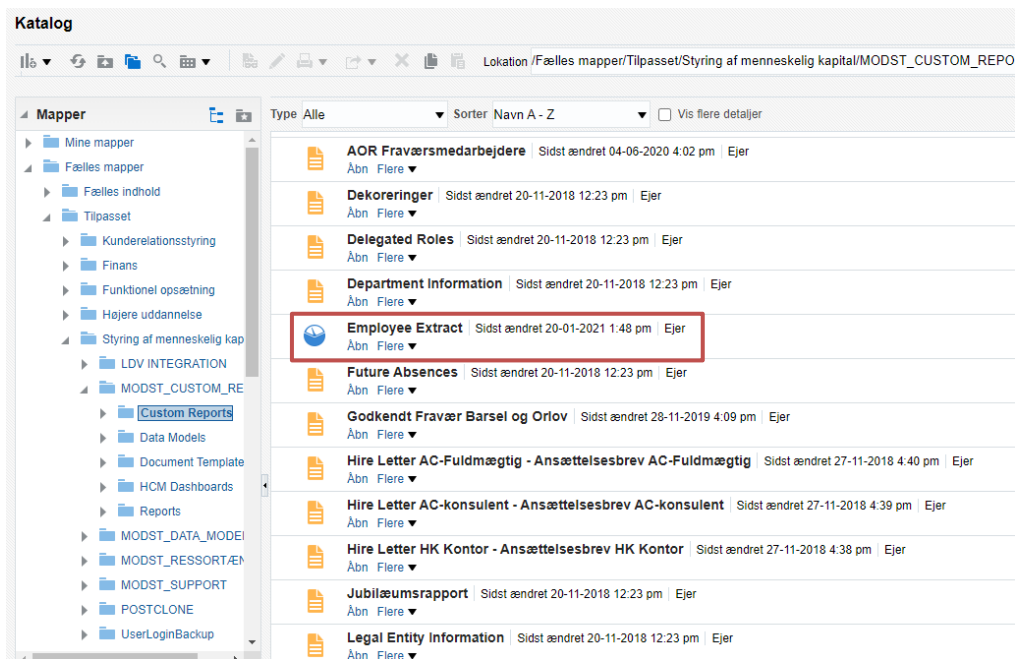 Katalog
Lokation /Fælles mapper/Tilpasset/Styring af menneskelig kapital/MODST_CUSTOM_REPO
Mapper
Mine mapper
Fælles mapper
Fælles indhold
Tilpasset
Kunderelationsstyring
Finans
Funktionel opsætning
Højere uddannelse
Styring af menneskelig kap
LDV INTEGRATION
MODST_CUSTOM_RE
Custom Reports
Data Models
Document Template
HCM Dashboards
Reports
MODST_DATA_MODEL
MODST_RESSORTÆN
MODST_SUPPORT
POSTCLONE
UserLoginBackup
Type Alle Sorter Navn A - Z Vis flere detaljer
AOR Fraværsmedarbejdere Sidst ændret 04-06-2020 4:02 pm Ejer
Åbn Flere
Dekoreringer Sidst ændret 20-11-2018 12:23 pm Ejer
Åbn Flere
Delegated Roles Sidst ændret 20-11-2018 12:23 pm Ejer
Åbn Flere
Department Information Sidst ændret 20-11-2018 12:23 pm Ejer
Åbn Flere
Employee Extract Sidst ændret 20-01-2021 1:48 pm Ejer
Åbn Flere
Future Absences Sidst ændret 20-11-2018 12:23 pm Ejer
Åbn Flere
Godkendt Fravær Barsel og Orlov Sidst ændret 28-11-2019 4:09 pm Ejer
Åbn Flere
Hire Letter AC-Fuldmægtig - Ansættelsesbrev AC-Fuldmægtig Sidst ændret 27-11-2018 4:40 pm Ejer
Åbn Flere
Hire Letter AC-konsulent - Ansættelsesbrev AC-konsulent Sidst ændret 27-11-2018 4:39 pm Ejer
Åbn Flere
Hire Letter HK Kontor - Ansættelsesbrev HK Kontor Sidst ændret 27-11-2018 4:38 pm Ejer
Åbn Flere
Jubilæumsrapport Sidst ændret 20-11-2018 12:23 pm Ejer
Åbn Flere
Legal Entity Information Sidst ændret 20-11-2018 12:23 pm Ejer
Åbn Flere